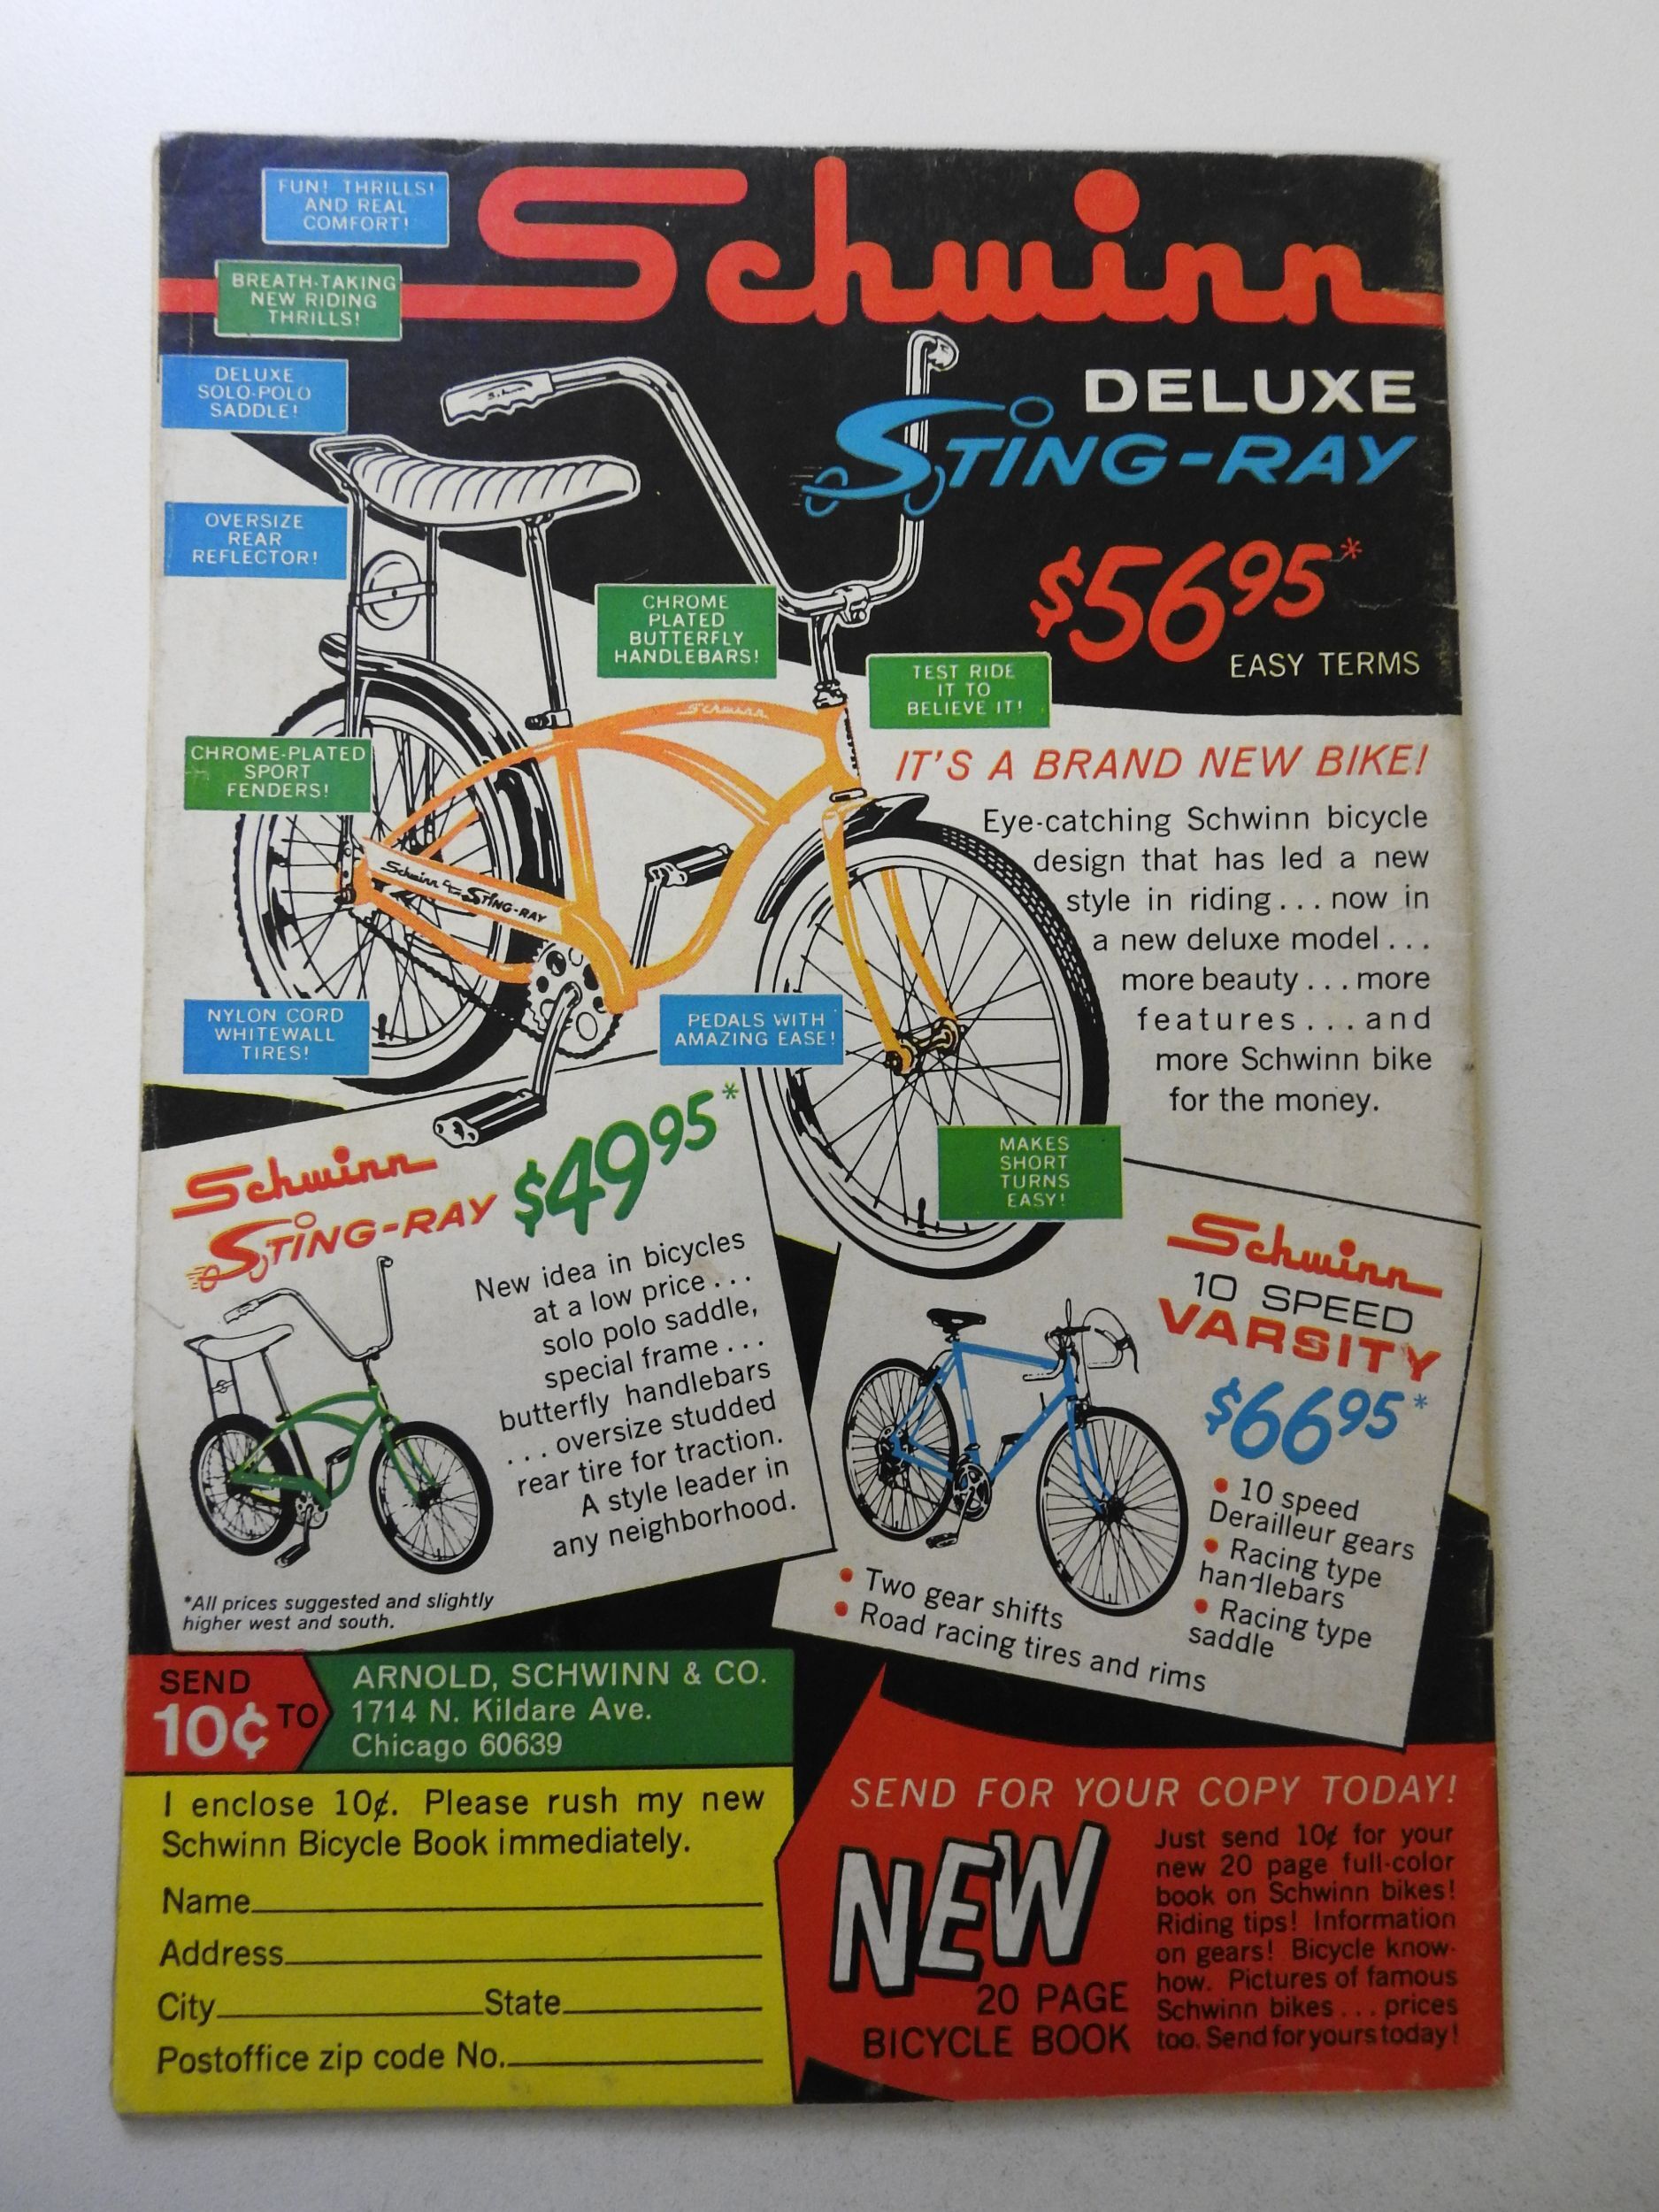 FUN! THRILLS!
AND REAL
COMFORT!
Schwinn
BREATH-TAKING
NEW RIDING
THRILLS!
DELUXE
SOLO-POLO
SADDLE!
DELUXE
STING-RAY
$56.95*
EASY TERMS
OVERSIZE
REAR
REFLECTOR!
CHROME
PLATED
BUTTERFLY
HANDLEBARS!
TEST RIDE
IT TO
BELIEVE IT!
Schwinn
CHROME-PLATED
SPORT
FENDERS!
Schwinn STING-RAY
IT'S A BRAND NEW BIKE!
Eye-catching Schwinn bicycle
design that has led a new
style in riding... now in
a new deluxe model...
more beauty... more
features... and
more Schwinn bike
for the money.
NYLON CORD
WHITEWALL
TIRES!
PEDALS WITH
AMAZING EASE!
MAKES
SHORT
TURNS
EASY!
Schwinn
STING-RAY
$49.95*
New idea in bicycles
at a low price...
solo polo saddle,
special frame...
butterfly handlebars
... oversize studded
rear tire for traction.
A style leader in
any neighborhood.
*All prices suggested and slightly
higher west and south.
Schwinn
10 SPEED
VARSITY
$66.95*
• 10 speed
Derailleur gears
• Racing type
handlebars
• Racing type
saddle
• Two gear shifts
• Road racing tires and rims
SEND
10¢ TO
ARNOLD, SCHWINN & CO.
1714 N. Kildare Ave.
Chicago 60639
I enclose 10¢. Please rush my new
Schwinn Bicycle Book immediately.
Name
Address
City State
Postoffice zip code No.
SEND FOR YOUR COPY TODAY!
NEW
20 PAGE
BICYCLE BOOK
Just send 10¢ for your
new 20 page full-color
book on Schwinn bikes!
Riding tips! Information
on gears! Bicycle know-
how. Pictures of famous
Schwinn bikes... prices
too. Send for yours today!